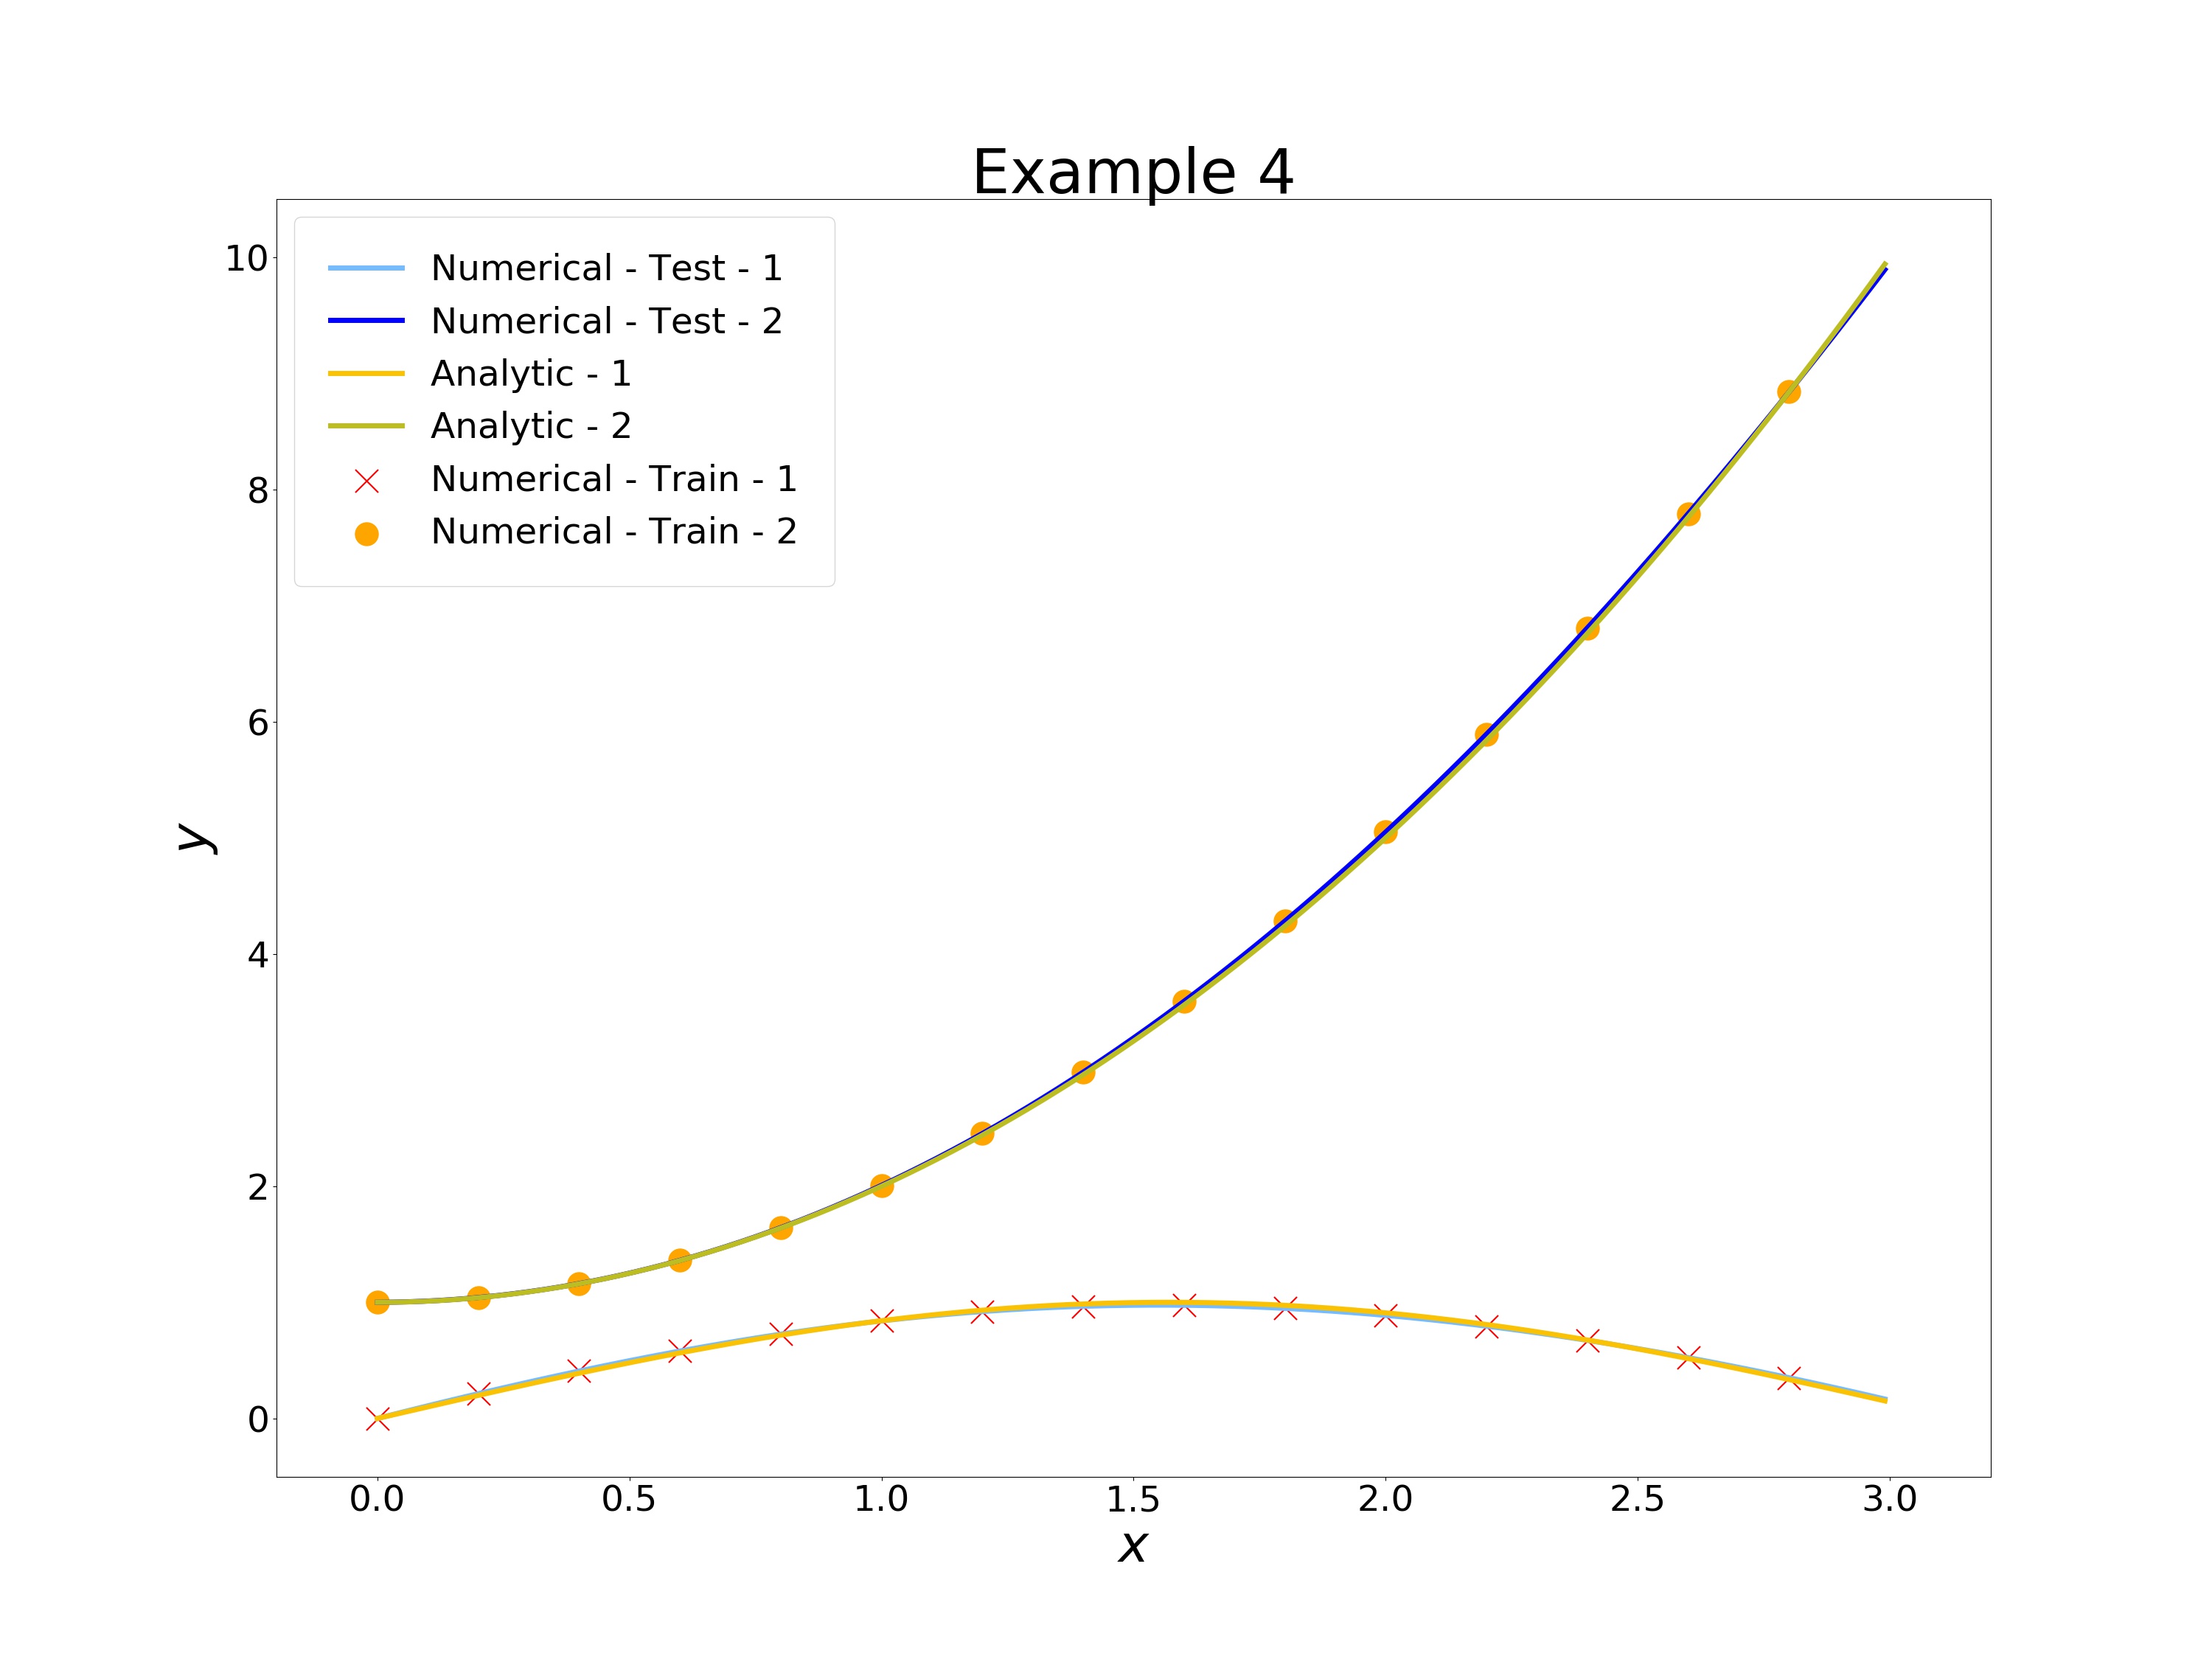 Example 4
Numerical - Test - 1
Numerical - Test - 2
Analytic - 1
Analytic - 2
Numerical - Train - 1
Numerical - Train - 2
10
8
6
4
2
0
y
0.0 0.5 1.0 1.5 2.0 2.5 3.0
x